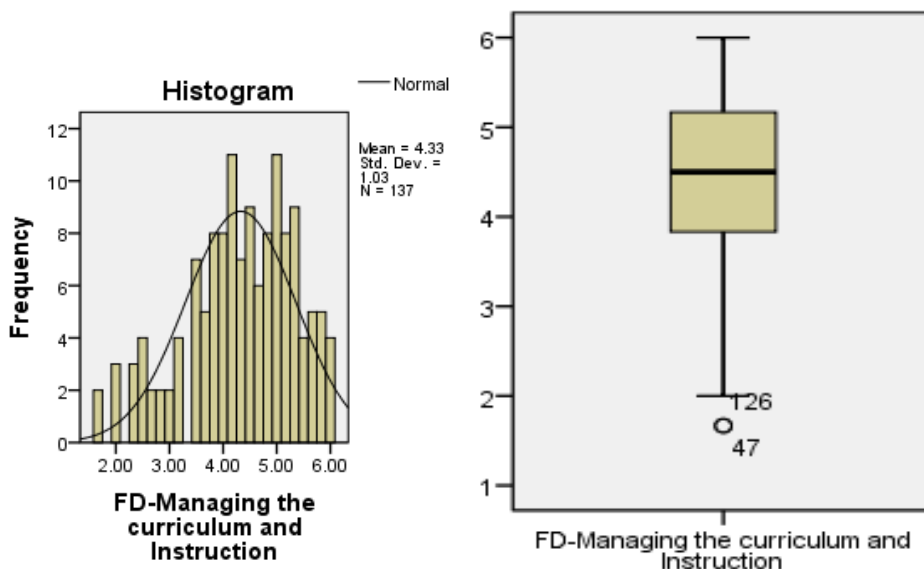 Histogram
Normal
Mean = 4.33
Std. Dev. =
1.03
N = 137
Frequency
12
10
8
6
4
2
0
2.00 3.00 4.00 5.00 6.00
FD-Managing the
curriculum and
Instruction
6
5
4
3
2
1
126
47
FD-Managing the curriculum and
Instruction